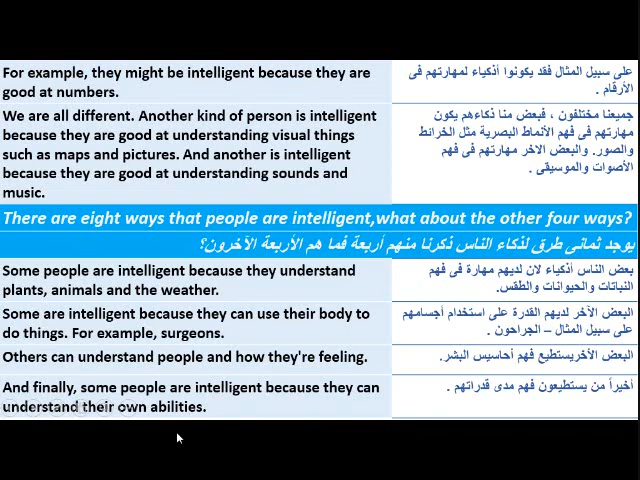 For example, they might be intelligent because they are
good at numbers.
على سبيل المثال فقد يكونوا أذكياء لمهارتهم فى
الأرقام .
We are all different. Another kind of person is intelligent
because they are good at understanding visual things
such as maps and pictures. And another is intelligent
because they are good at understanding sounds and
music.
جميعنا مختلفون ، فبعض منا ذكاءهم يكون
مهارتهم فى فهم الأنماط البصرية مثل الخرائط
والصور. والبعض الاخر مهارتهم فى فهم
الأصوات والموسيقى .
There are eight ways that people are intelligent,what about the other four ways?
يوجد ثمانى طرق لذكاء الناس ذكرنا منهم أربعة فما هم الأربعة الآخرون؟
Some people are intelligent because they understand
plants, animals and the weather.
بعض الناس أذكياء لان لديهم مهارة فى فهم
النباتات والحيوانات والطقس.
Some are intelligent because they can use their body to
do things. For example, surgeons.
البعض الآخر لديهم القدرة على استخدام أجسامهم
على سبيل المثال – الجراحون .
Others can understand people and how they're feeling.
البعض الآخريستطيع فهم أحاسيس البشر.
And finally, some people are intelligent because they can
understand their own abilities.
أخيراً من يستطيعون فهم مدى قدراتهم .